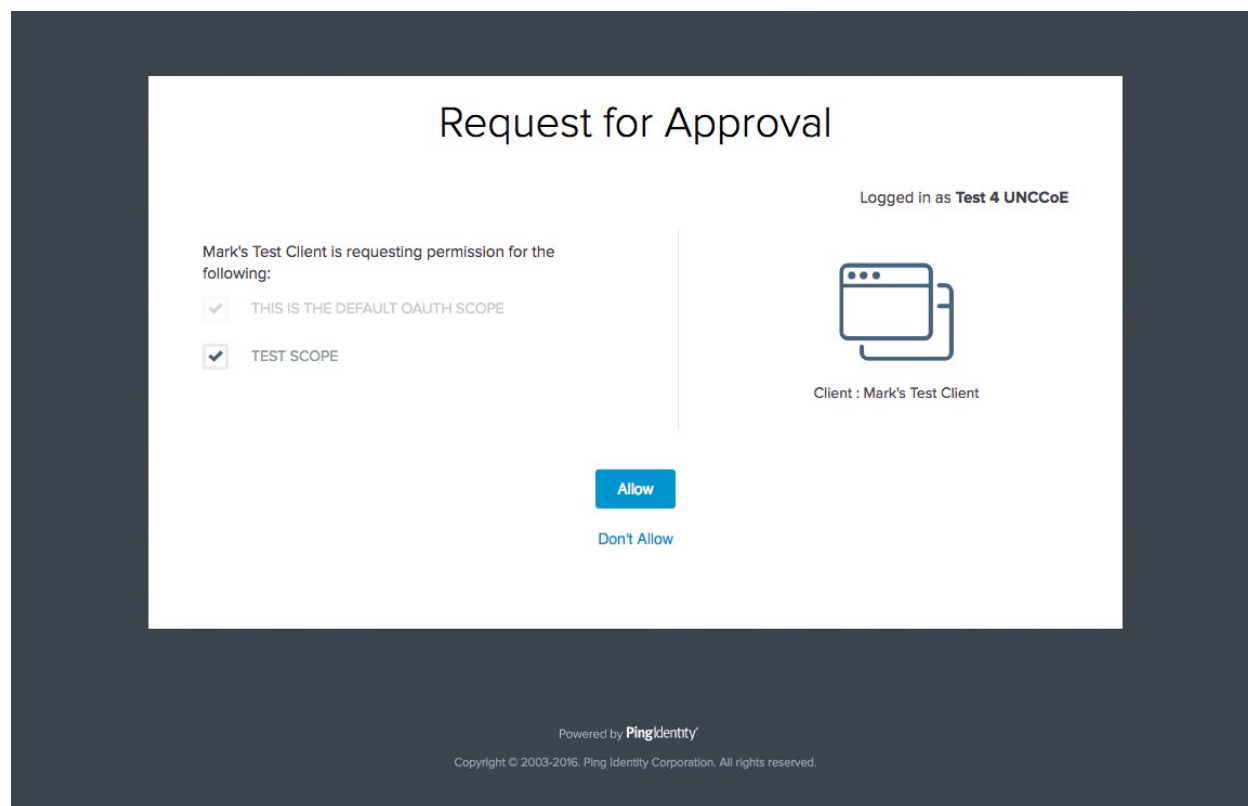 Request for Approval
Logged in as Test 4 UNCCoE
Mark's Test Client is requesting permission for the
following:
THIS IS THE DEFAULT OAUTH SCOPE
TEST SCOPE
Client : Mark's Test Client
Allow
Don't Allow
Powered by PingIdentity
Copyright © 2003-2016. Ping Identity Corporation. All rights reserved.